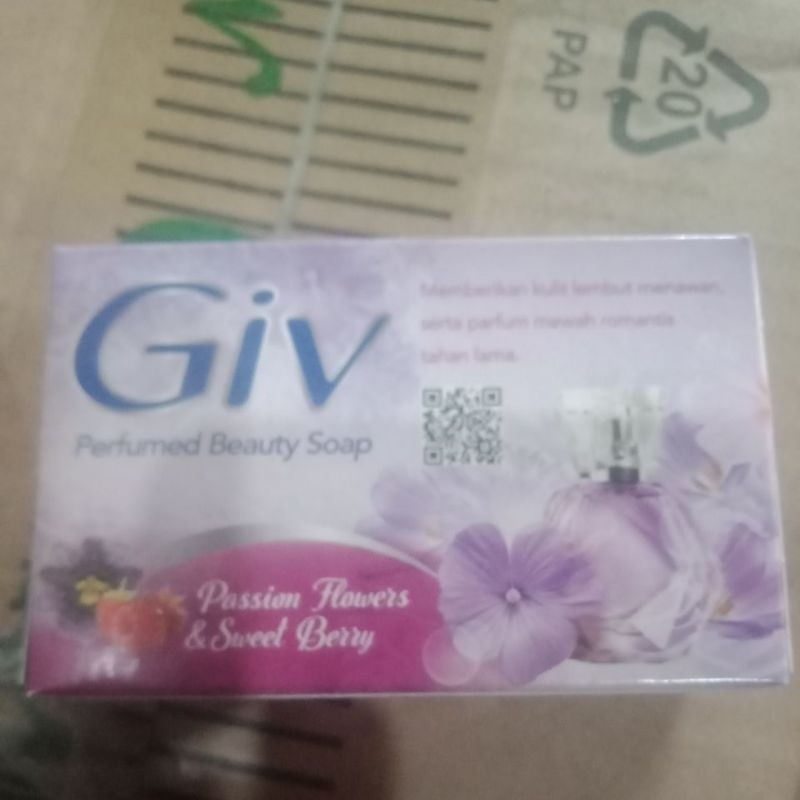 20
PAP
Giv
Perfumed Beauty Soap
Memberikan kulit lembut menawan,
serta parfum mewah romantis
tahan lama.
Passion Flowers
& Sweet Berry